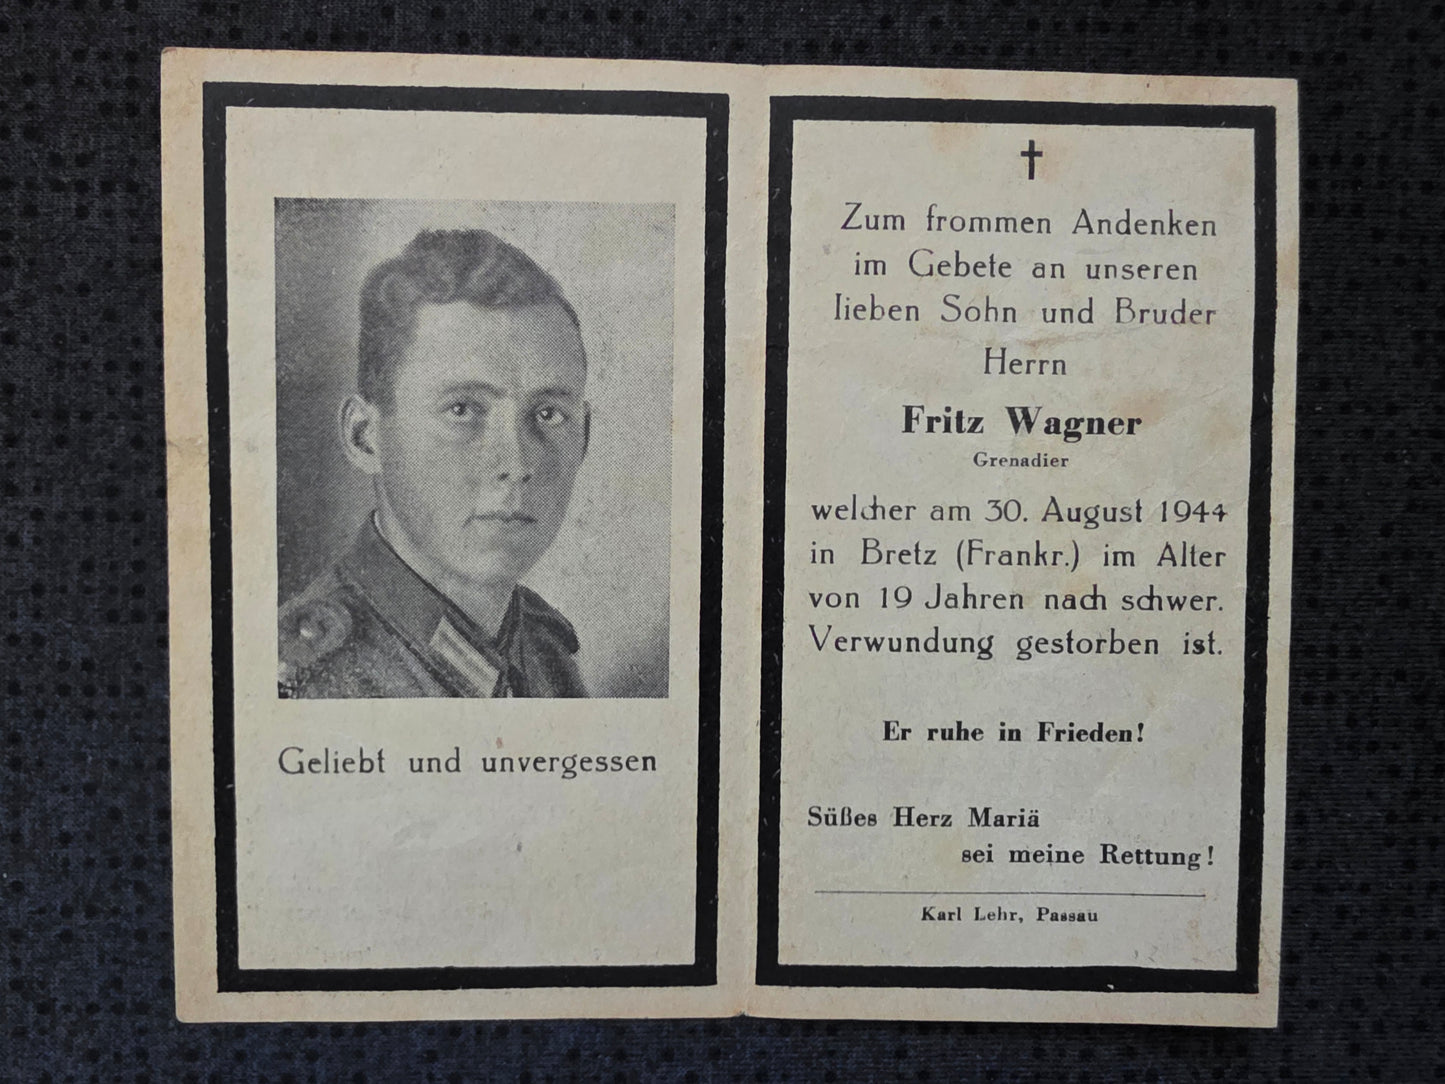 Geliebt und unvergessen
Zum frommen Andenken
im Gebete an unseren
lieben Sohn und Bruder
Herrn
Fritz Wagner
Grenadier
welcher am 30. August 1944
in Bretz (Frankr.) im Alter
von 19 Jahren nach schwer.
Verwundung gestorben ist.
Er ruhe in Frieden!
Süßes Herz Mariä
sei meine Rettung!
Karl Lehr, Passau